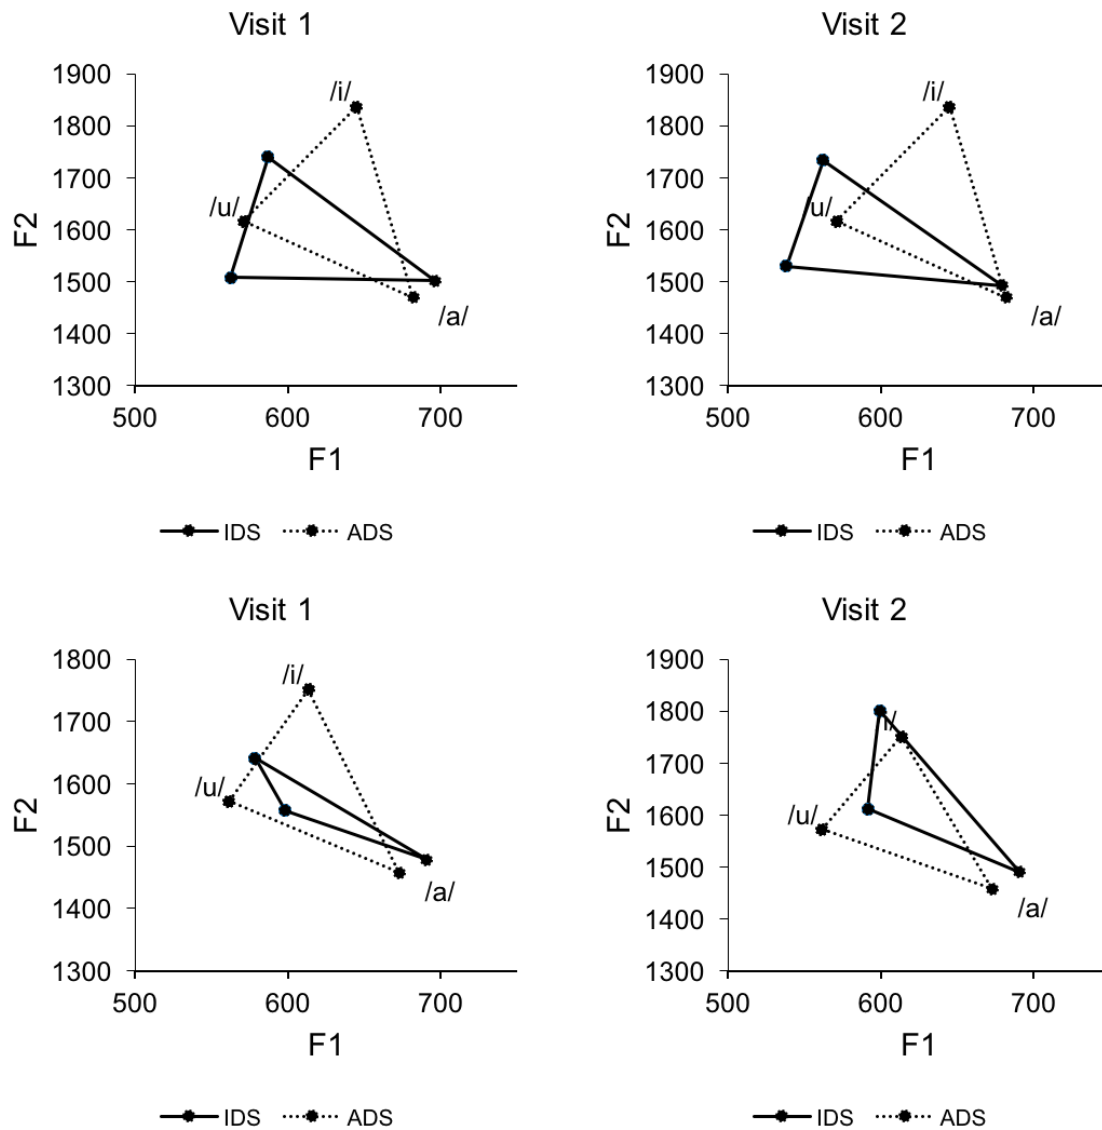 Visit 1
1900
1800
1700
1600
1500
1400
1300
F2
/i/
/u/
/a/
500 600 700
F1
IDS ADS
Visit 2
1900
1800
1700
1600
1500
1400
1300
F2
/i/
/u/
/a/
500 600 700
F1
IDS ADS
Visit 1
1800
1700
1600
1500
1400
1300
F2
/i/
/u/
/a/
500 600 700
F1
IDS ADS
Visit 2
1900
1800
1700
1600
1500
1400
1300
F2
i/
/u/
/a/
500 600 700
F1
IDS ADS